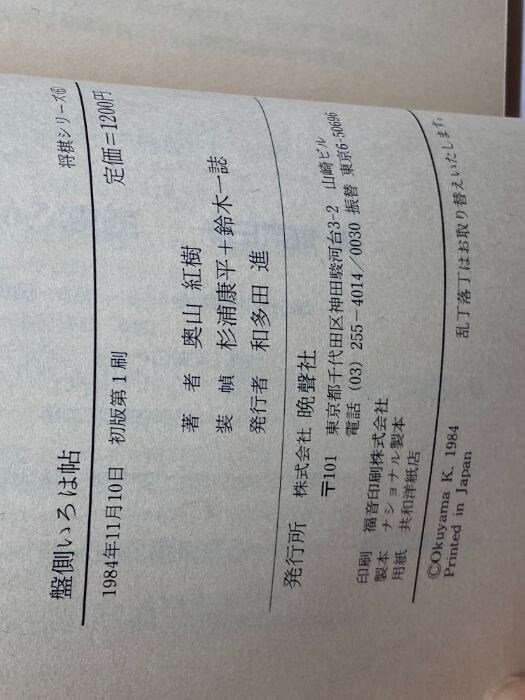 盤側いろは帖 将棋シリーズ⑥
1984年11月10日 初版第1刷 定価=1200円
著者 奥山紅樹
装幀 杉浦康平+鈴木一誌
発行者 和多田進
発行所 株式会社 晩聲社
〒101 東京都千代田区神田駿河台3-2 山崎ビル
電話 (03) 255-4014/0030 振替 東京6-50696
印刷 福音印刷株式会社
製本 ナショナル製本
用紙 共和洋紙店
乱丁落丁はお取り替えいたします。
©Okuyama K. 1984
Printed in Japan